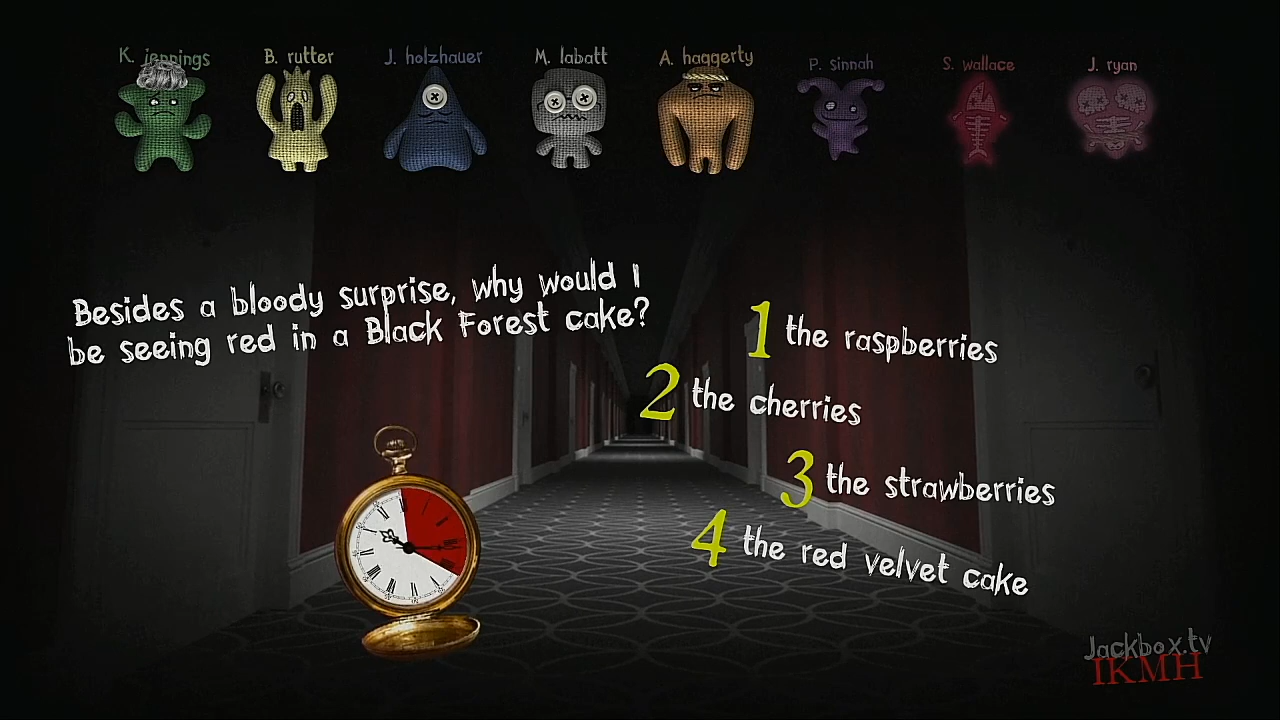 K. jennings
B. rutter
J. holzhauer
M. labatt
A. haggerty
P. sinnah
S. wallace
J. ryan
Besides a bloody surprise, why would I
be seeing red in a Black Forest cake?
1 the raspberries
2 the cherries
3 the strawberries
4 the red velvet cake
Jackbox.tv
IKMH